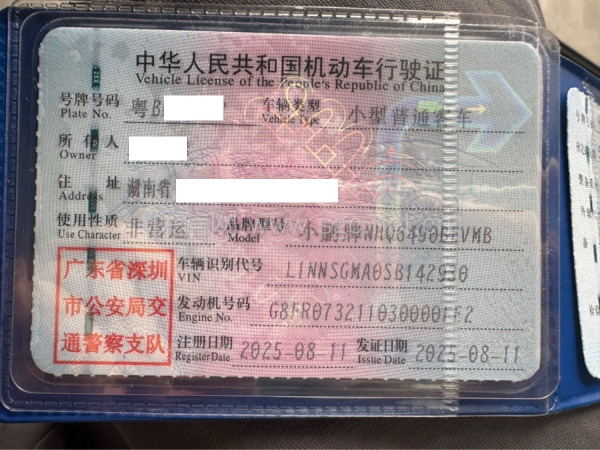 中华人民共和国机动车行驶证
Vehicle License of the People's Republic of China
号牌号码 粤B 车辆类型 小型普通客车
Plate No. Vehicle Type
所有人
Owner
住址 湖南省
Address
使用性质 非营运 品牌型号 小鹏牌
Use Character Model
广东省深圳
市公安局交
通警察支队
车辆识别代号 L1NNSGMA0SB142930
VIN
发动机号码
Engine No.
注册日期 2025-08-11 发证日期 2025-08-11
Register Date Issue Date